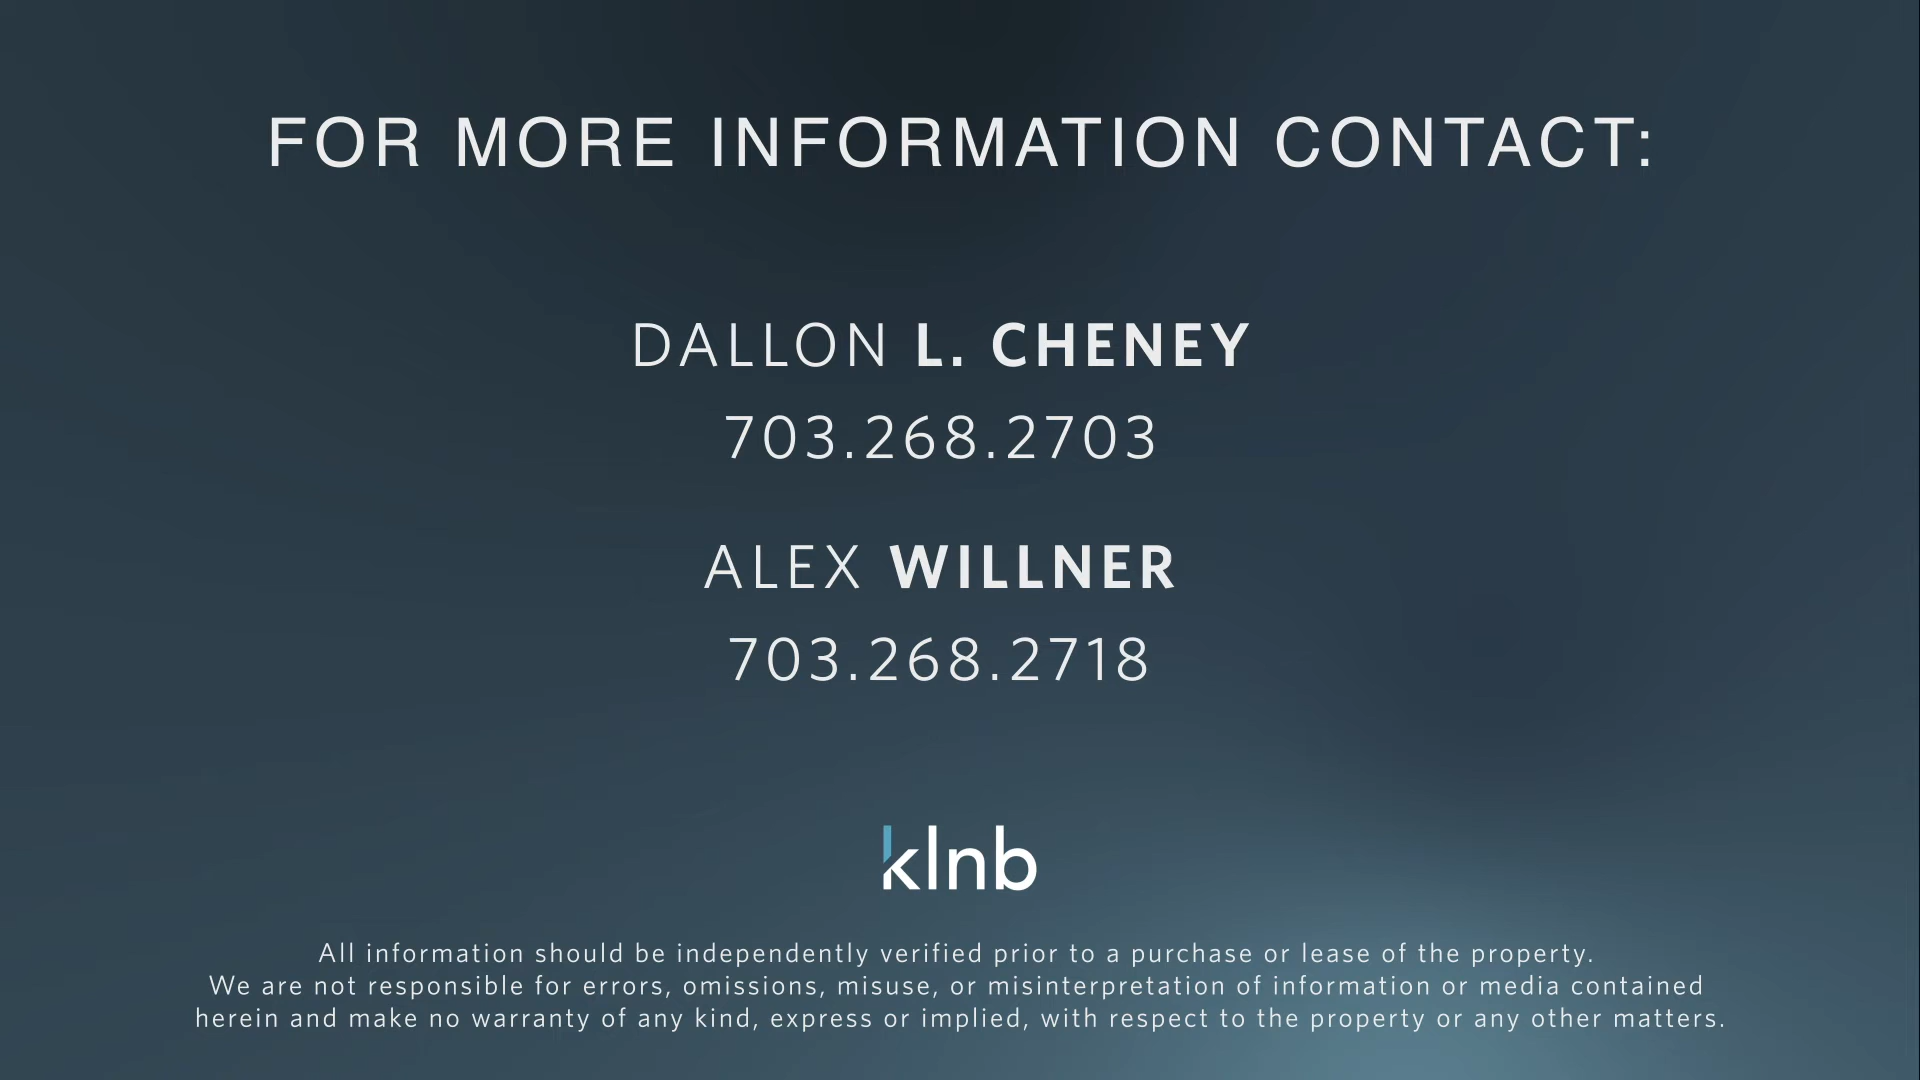 FOR MORE INFORMATION CONTACT:
DALLON L. CHENEY
703.268.2703
ALEX WILLNER
703.268.2718
klnb
All information should be independently verified prior to a purchase or lease of the property.
We are not responsible for errors, omissions, misuse, or misinterpretation of information or media contained
herein and make no warranty of any kind, express or implied, with respect to the property or any other matters.